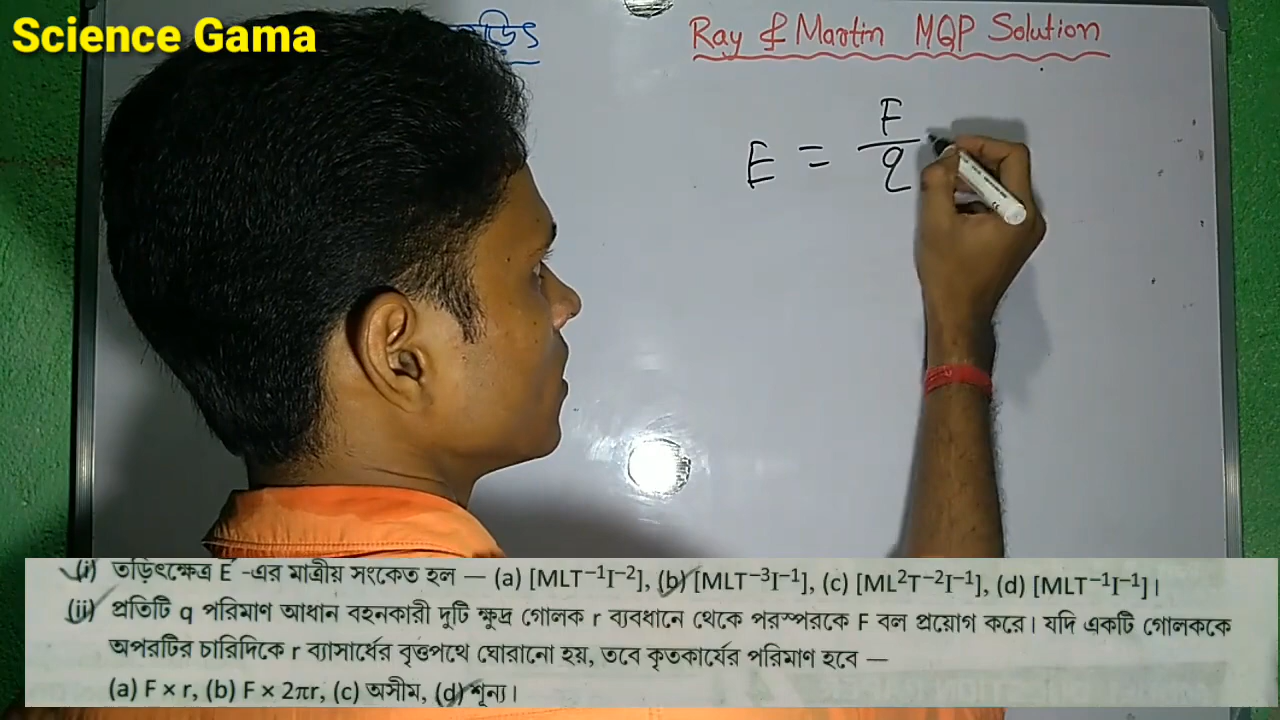 Science Gama
Ray & Martin MQP Solution
E = F/q
(i) তড়িৎক্ষেত্র E -এর মাত্রীয় সংকেত হল — (a) [MLT⁻¹I⁻²], (b) [MLT⁻³I⁻¹], (c) [ML²T⁻²I⁻¹], (d) [MLT⁻¹I⁻¹]।
(ii) প্রতিটি q পরিমাণ আধান বহনকারী দুটি ক্ষুদ্র গোলক r ব্যবধানে থেকে পরস্পরকে F বল প্রয়োগ করে। যদি একটি গোলককে
অপরটির চারিদিকে r ব্যাসার্ধের বৃত্তপথে ঘোরানো হয়, তবে কৃতকার্যের পরিমাণ হবে —
(a) F × r, (b) F × 2πr, (c) অসীম, (d) শূন্য।